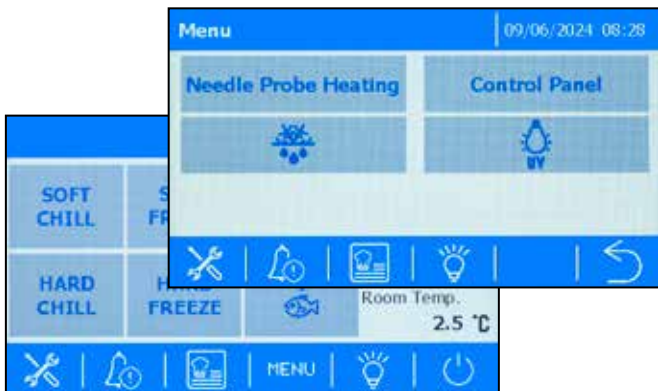 Menu
09/06/2024 08:28
Needle Probe Heating
Control Panel
UV
SOFT
CHILL
HARD
CHILL
FREEZE
Room Temp.
2.5 °C
MENU